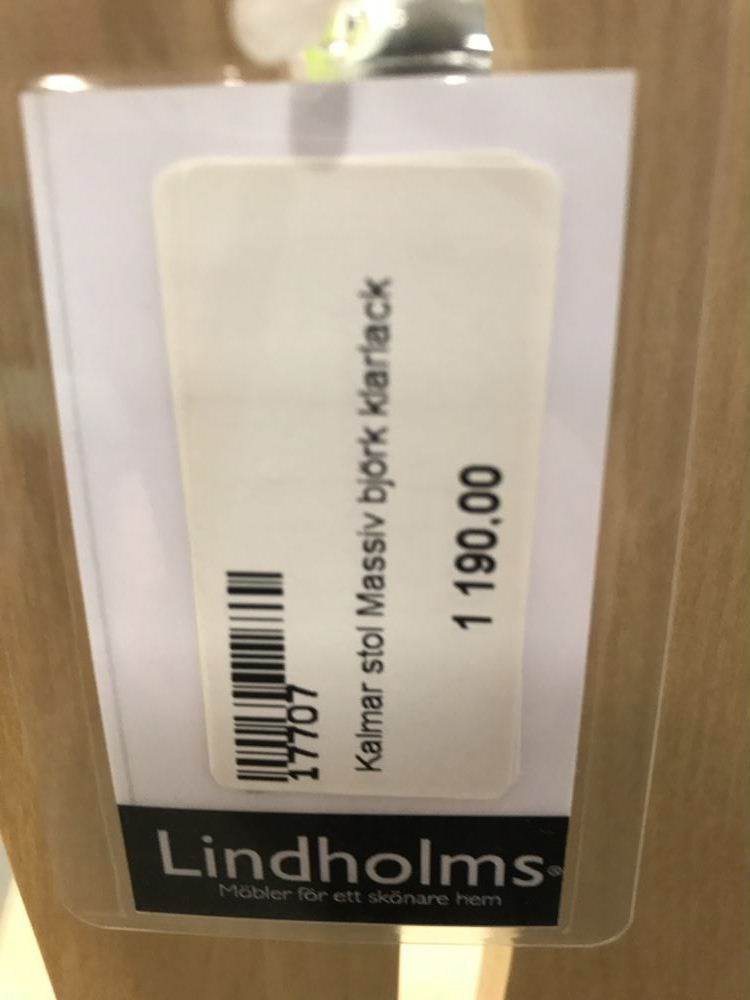 17707
Kalmar stol Massiv björk klarlack
1 190,00
Lindholms®
Möbler för ett skönare hem